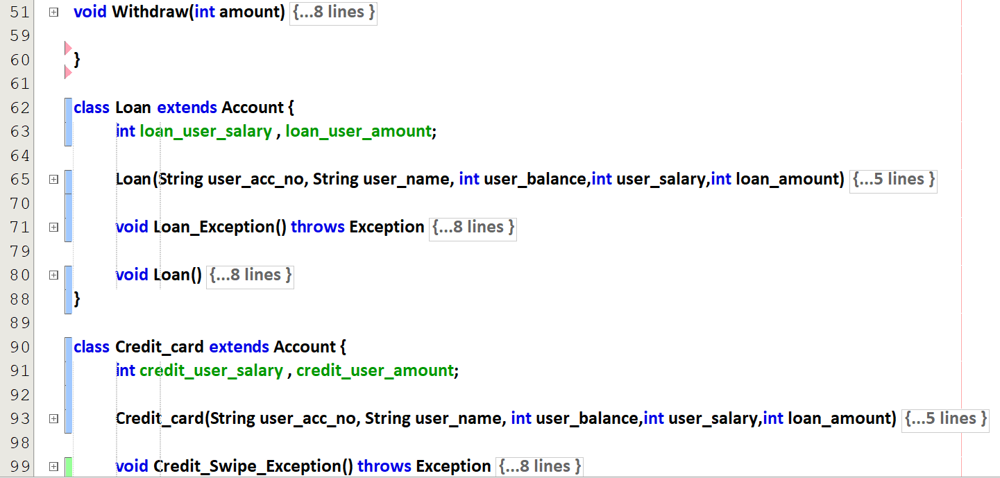 51 void Withdraw(int amount) {...8 lines }
59
60 }
61
62 class Loan extends Account {
63 int loan_user_salary , loan_user_amount;
64
65 Loan(String user_acc_no, String user_name, int user_balance,int user_salary,int loan_amount) {...5 lines }
70
71 void Loan_Exception() throws Exception {...8 lines }
79
80 void Loan() {...8 lines }
88 }
89
90 class Credit_card extends Account {
91 int credit_user_salary , credit_user_amount;
92
93 Credit_card(String user_acc_no, String user_name, int user_balance,int user_salary,int loan_amount) {...5 lines }
98
99 void Credit_Swipe_Exception() throws Exception {...8 lines }